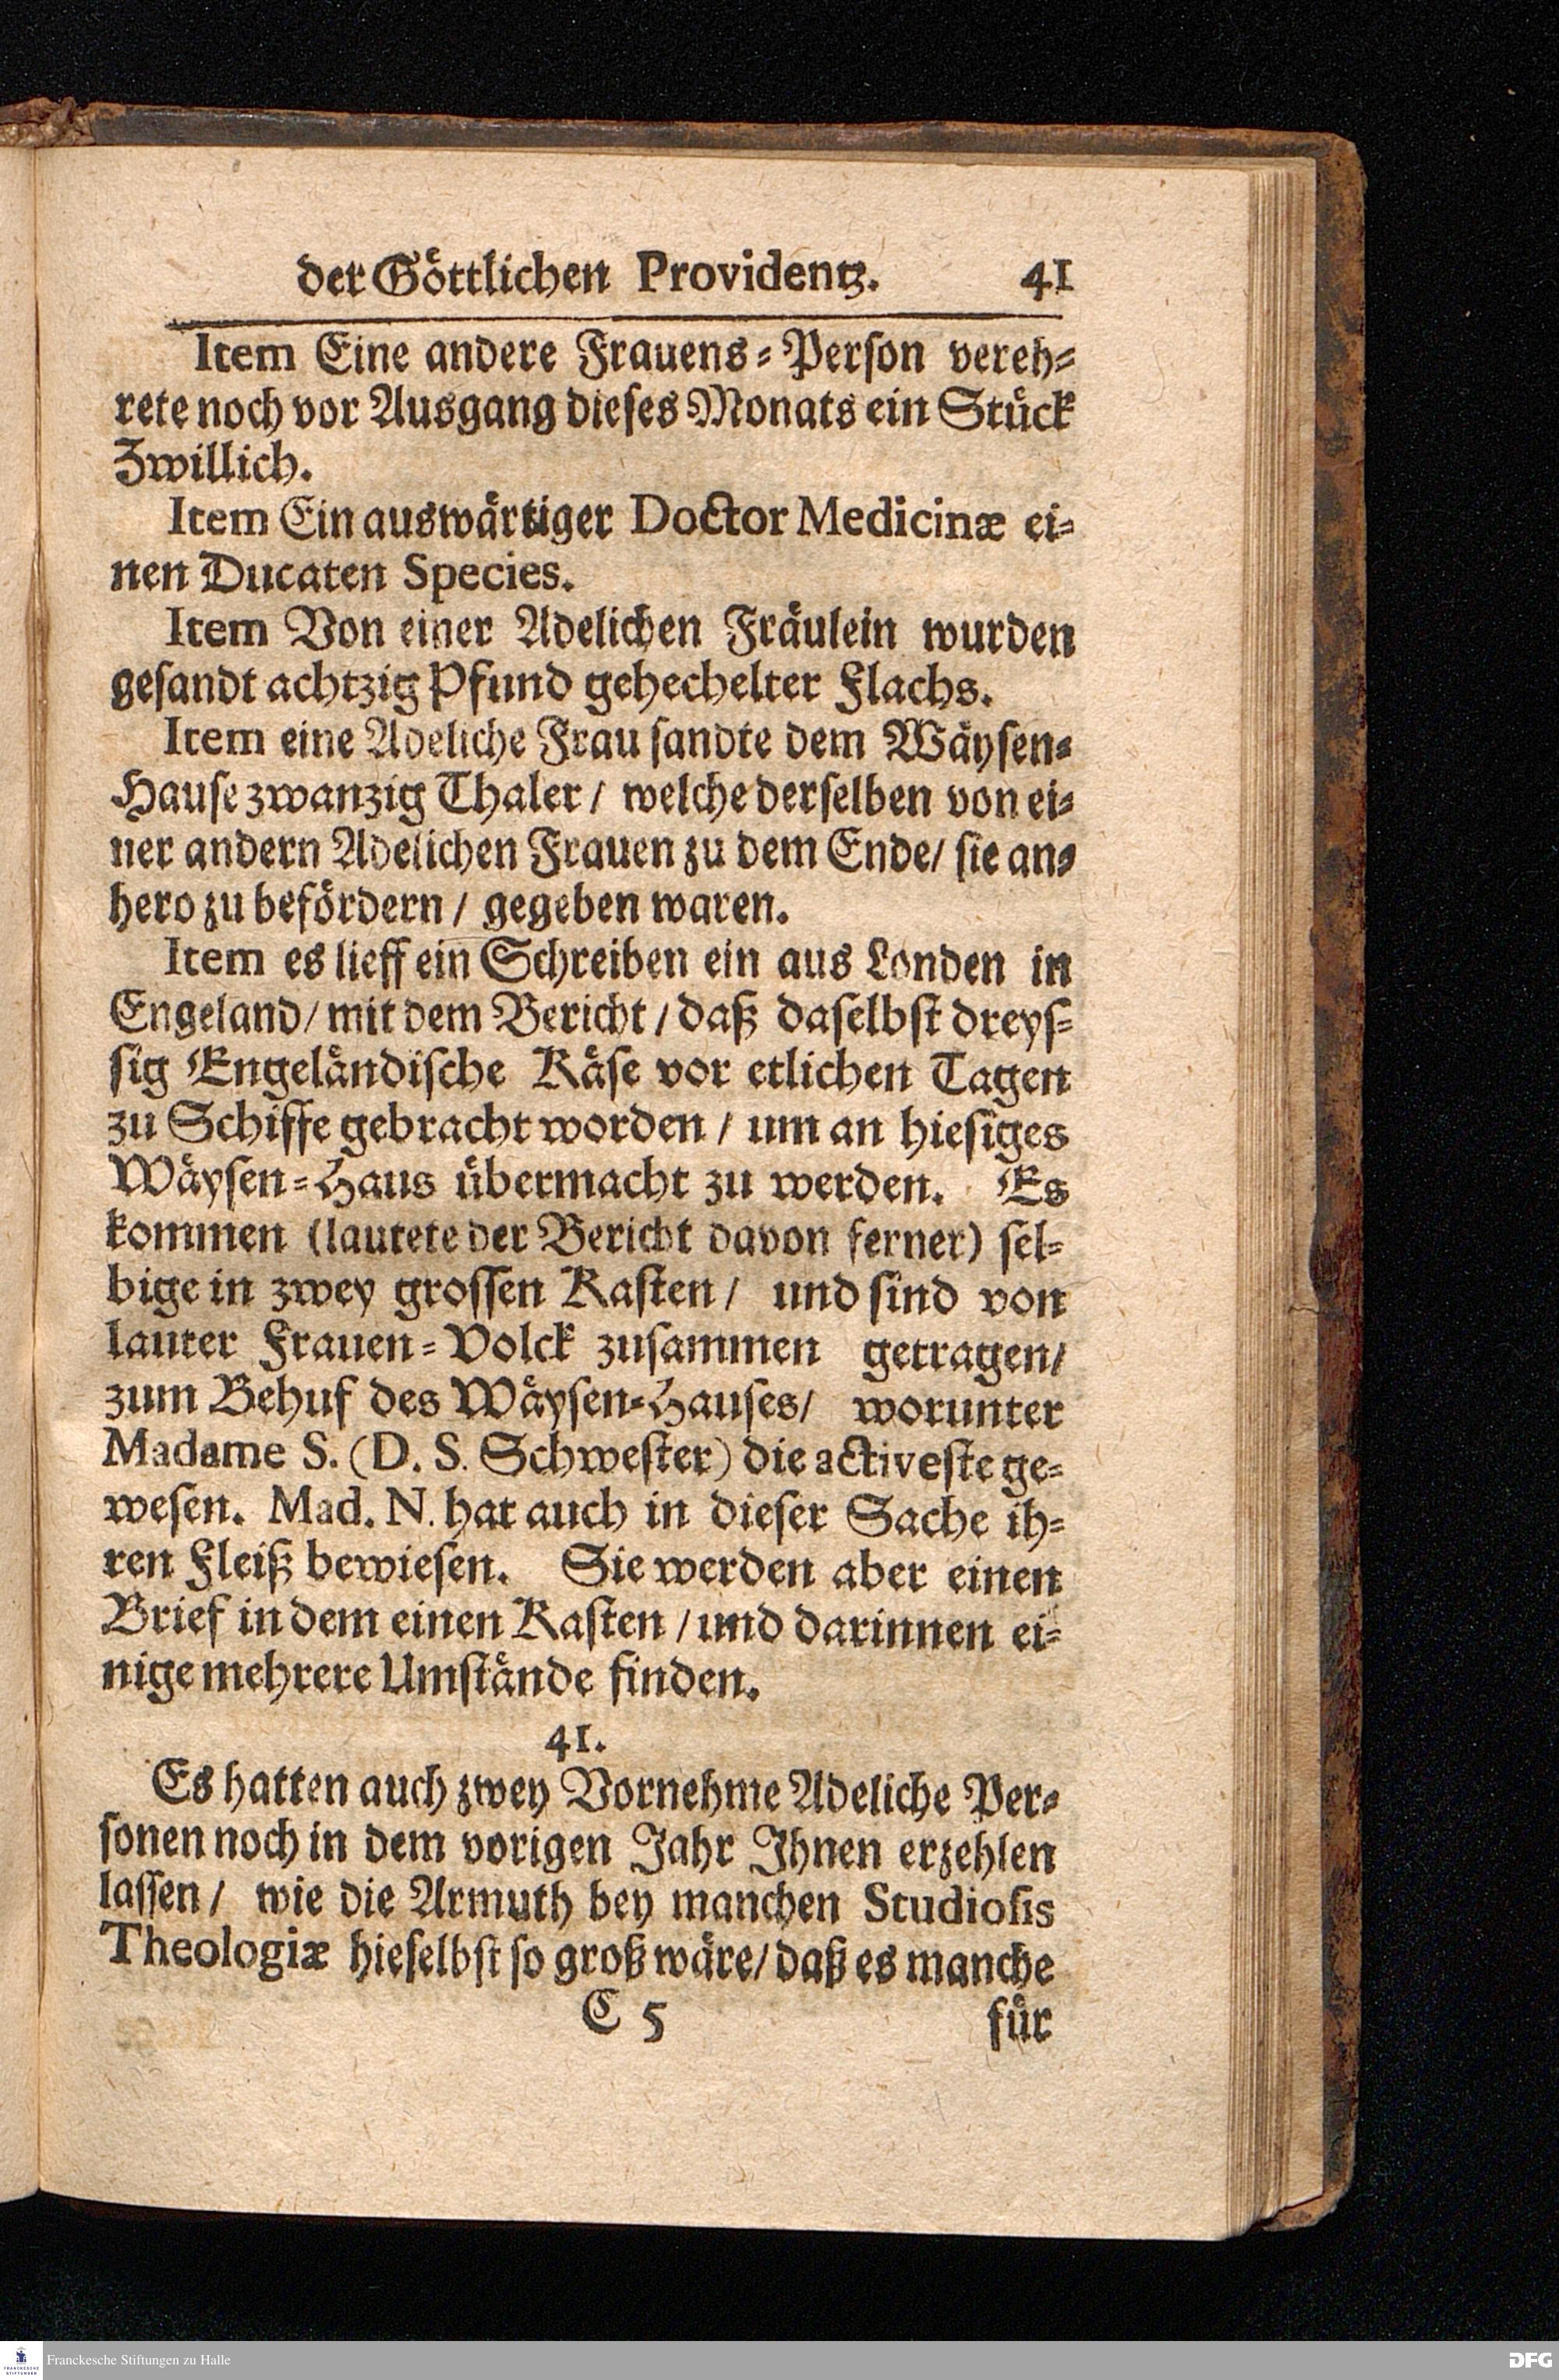 der Göttlichen Providentz. 41
Item Eine andere Frauens-Person vereh-
rete noch vor Ausgang dieses Monats ein Stück
Zwillich.
Item Ein auswärtiger Doctor Medicinæ ei-
nen Ducaten Species.
Item Von einer Adelichen Fräulein wurden
gesandt achtzig Pfund gehechelter Flachs.
Item eine Adeliche Frau sandte dem Wäysen-
Hause zwanzig Thaler / welche derselben von ei-
ner andern Adelichen Frauen zu dem Ende / sie an-
hero zu befördern / gegeben waren.
Item es lieff ein Schreiben ein aus Londen in
Engeland / mit dem Bericht / daß daselbst dreys-
sig Engeländische Käse vor etlichen Tagen
zu Schiffe gebracht worden / um an hiesiges
Wäysen-Haus übermacht zu werden. Es
kommen (lautete der Bericht davon ferner) sel-
bige in zwey grossen Kasten / und sind von
lauter Frauen-Volck zusammen getragen /
zum Behuf des Wäysen-Hauses / worunter
Madame S. (D. S. Schwester) die activeste ge-
wesen. Mad. N. hat auch in dieser Sache ih-
ren Fleiß bewiesen. Sie werden aber einen
Brief in dem einen Kasten / und darinnen ei-
nige mehrere Umstände finden.
41.
Es hatten auch zwey Vornehme Adeliche Per-
sonen noch in dem vorigen Jahr Ihnen erzehlen
lassen / wie die Armuth bey manchen Studiosis
Theologiæ hieselbst so groß wäre / daß es manche
C 5 für
FRANCKESCHE STIFTUNGEN
Franckesche Stiftungen zu Halle
DFG